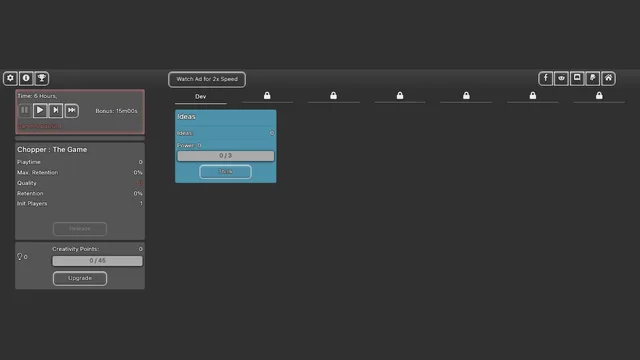 Watch Ad for 2x Speed
Time: 6 Hours,
Bonus: 15m00s
Dev
Ideas
Ideas:
Power: 0
0 / 3
Chopper : The Game
Playtime: 0
Max. Retention 0%
Quality
Retention: 0%
Init Players 1
Release
Creativity Points: 0
0
0 / 45
Upgrade